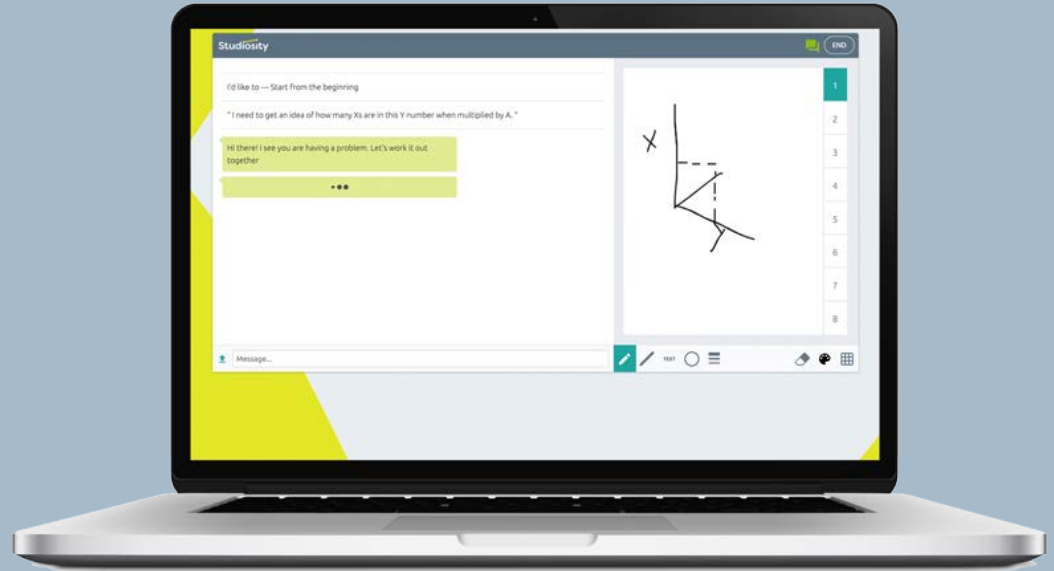 Studiosity
END
I'd like to --- Start from the beginning
" I need to get an idea of how many Xs are in this Y number when multiplied by A. "
Hi there! i see you are having a problem. Let's work it out
together
Message...
X
Y
1
2
3
4
5
6
7
8
TEXT